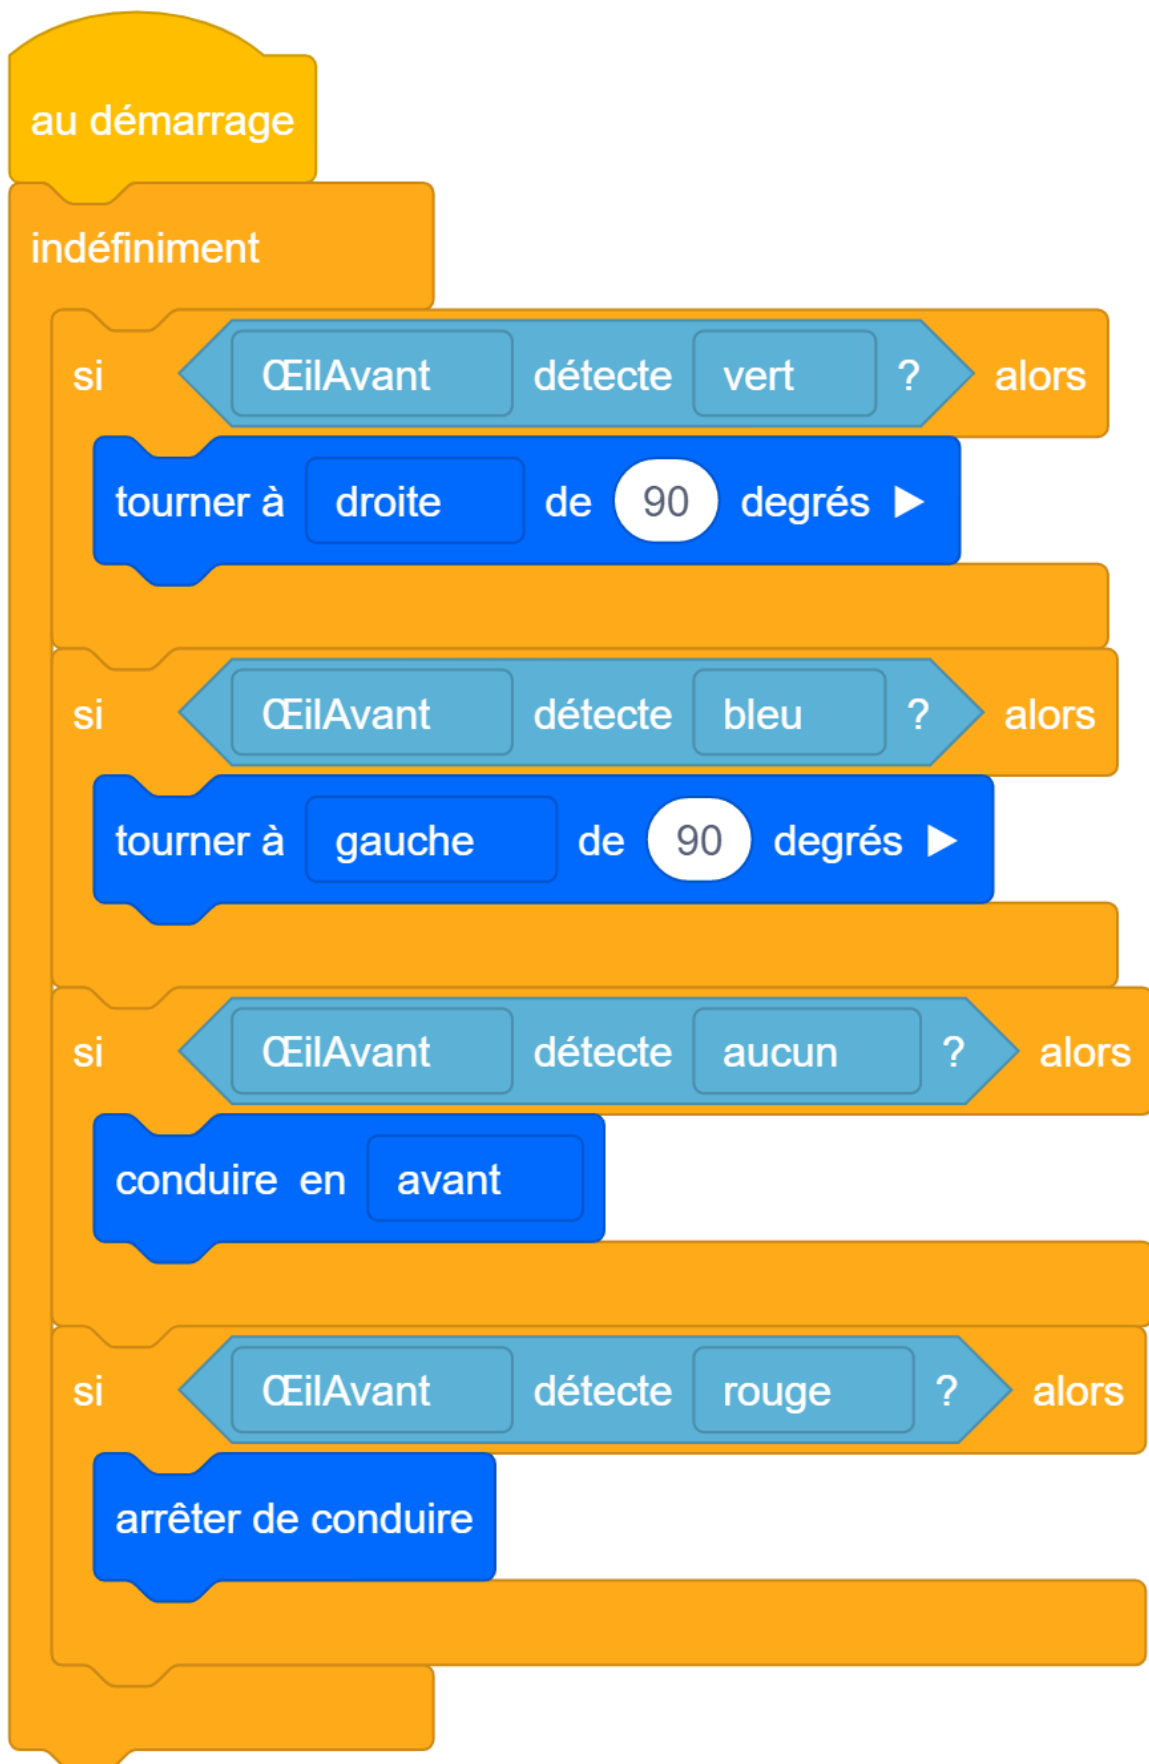 au démarrage
indéfiniment
si ŒilAvant détecte vert ? alors
tourner à droite de 90 degrés
si ŒilAvant détecte bleu ? alors
tourner à gauche de 90 degrés
si ŒilAvant détecte aucun ? alors
conduire en avant
si ŒilAvant détecte rouge ? alors
arrêter de conduire